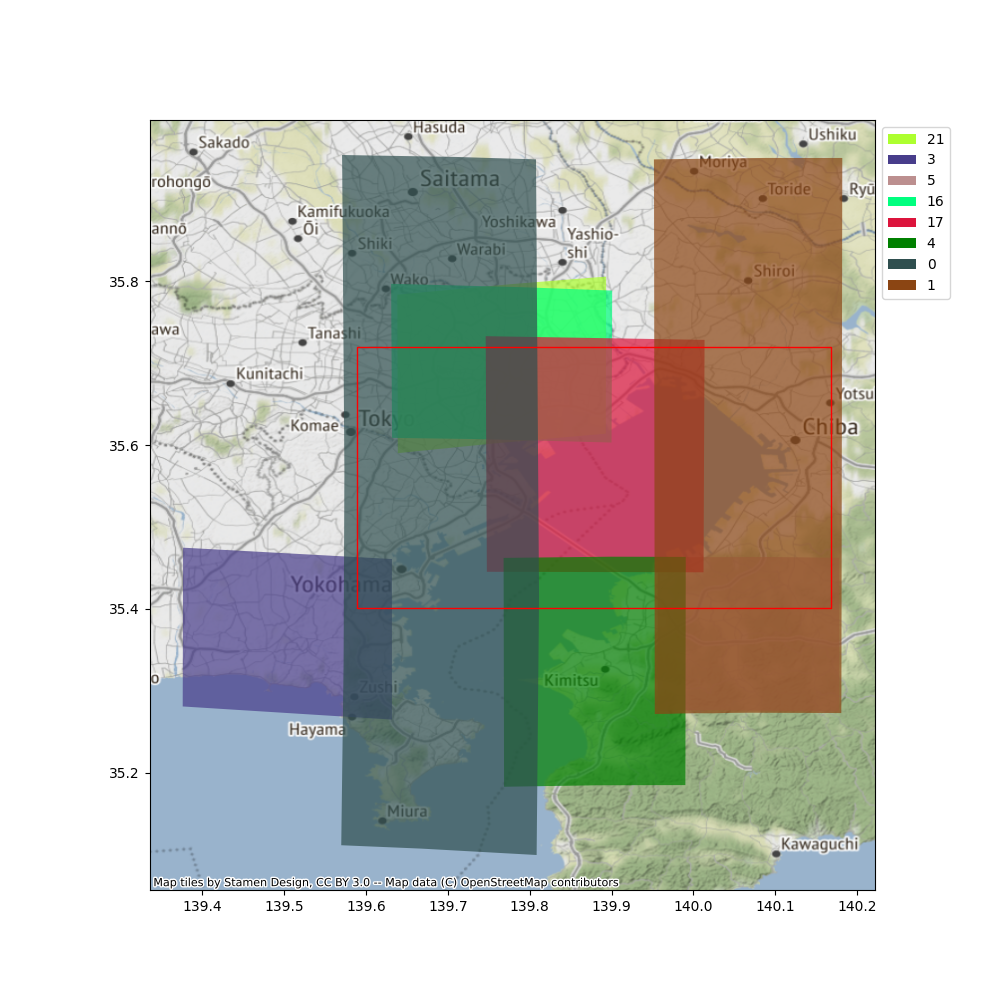 Hasuda
Ushiku
Sakado
Moriya
rohongō
Saitama
Toride
Ryū
Kamifukuoka
Yoshikawa
Ōi
annō
Yashio-
shi
Shiki
Warabi
Shiroi
35.8
Wako
awa
Tanashi
Kunitachi
Yotsu
Komae
Tokyo
Chiba
35.6
Yokohama
35.4
o
Zushi
Kimitsu
Hayama
35.2
Miura
Kawaguchi
Map tiles by Stamen Design, CC BY 3.0 -- Map data (C) OpenStreetMap contributors
139.4
139.5
139.6
139.7
139.8
139.9
140.0
140.1
140.2
21
3
5
16
17
4
0
1